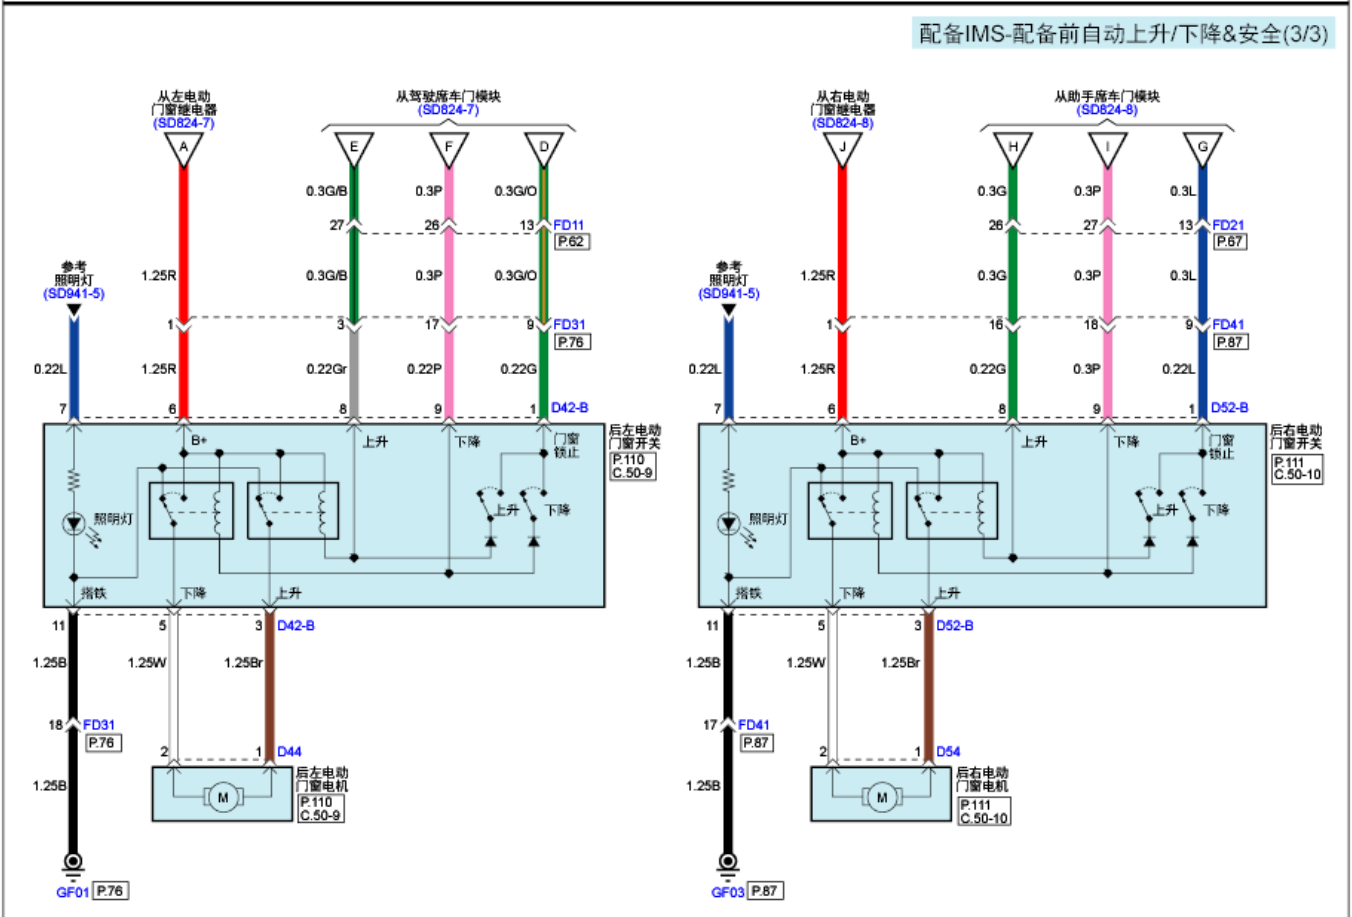 配备IMS-配备前自动上升/下降&安全(3/3)
从左电动
门窗继电器
(SD824-7)
从驾驶席车门模块
(SD824-7)
从右电动
门窗继电器
(SD824-8)
从助手席车门模块
(SD824-8)
A E F D J H I G
0.3G/B 0.3P 0.3G/O 0.3G 0.3P 0.3L
27 26 13 FD11 26 27 13 FD21
P.62 P.67
参考
照明灯
(SD941-5)
1.25R 0.3G/B 0.3P 0.3G/O
参考
照明灯
(SD941-5)
1.25R 0.3G 0.3P 0.3L
1 3 17 9 FD31 1 16 18 9 FD41
P.76 P.87
0.22L 1.25R 0.22Gr 0.22P 0.22G 0.22L 1.25R 0.22G 0.3P 0.22L
7 6 8 9 1 D42-B 7 6 8 9 1 D52-B
B+ 上升 下降 门窗
锁止
后左电动
门窗开关
P.110
C.50-9
B+ 上升 下降 门窗
锁止
后右电动
门窗开关
P.111
C.50-10
照明灯 上升 下降 照明灯 上升 下降
搭铁 下降 上升 搭铁 下降 上升
11 5 3 D42-B 11 5 3 D52-B
1.25B 1.25W 1.25Br 1.25B 1.25W 1.25Br
18 FD31 17 FD41
P.76 P.87
2 1 D44 2 1 D54
1.25B M 后左电动
门窗电机
P.110
C.50-9
1.25B M 后右电动
门窗电机
P.111
C.50-10
GF01 P.76 GF03 P.87